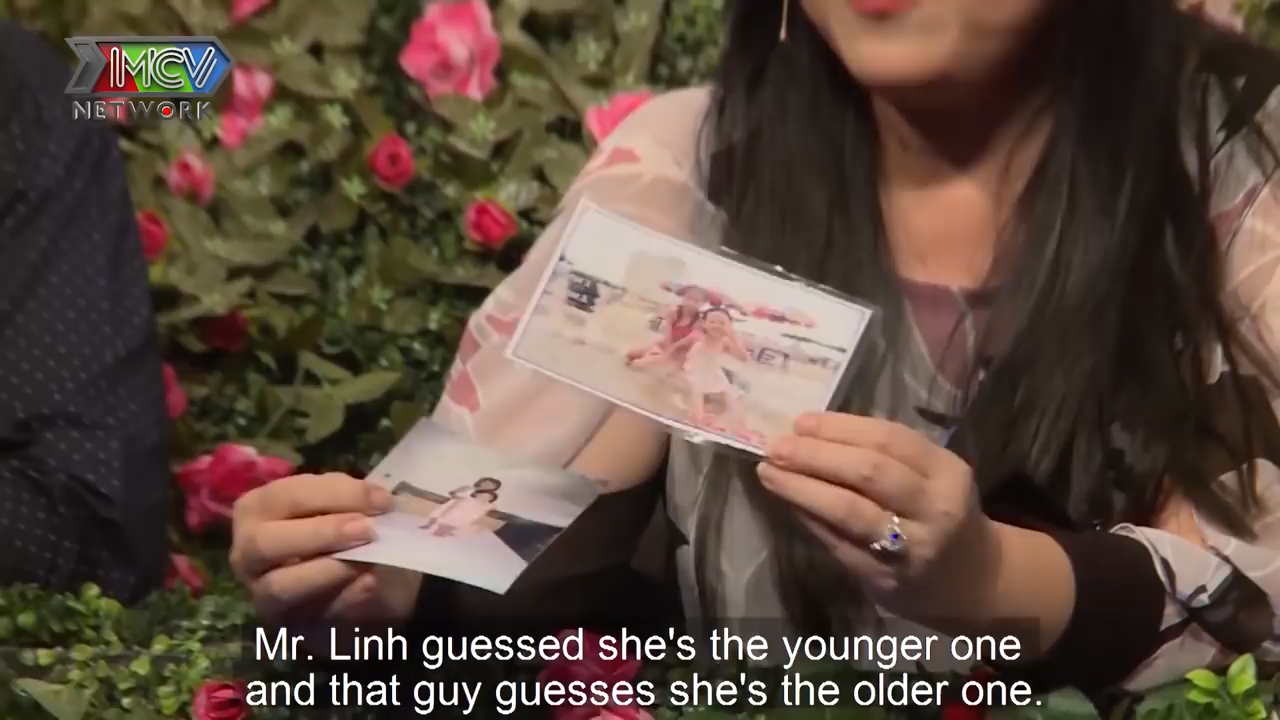 MCV
NETWORK
Mr. Linh guessed she's the younger one
and that guy guesses she's the older one.